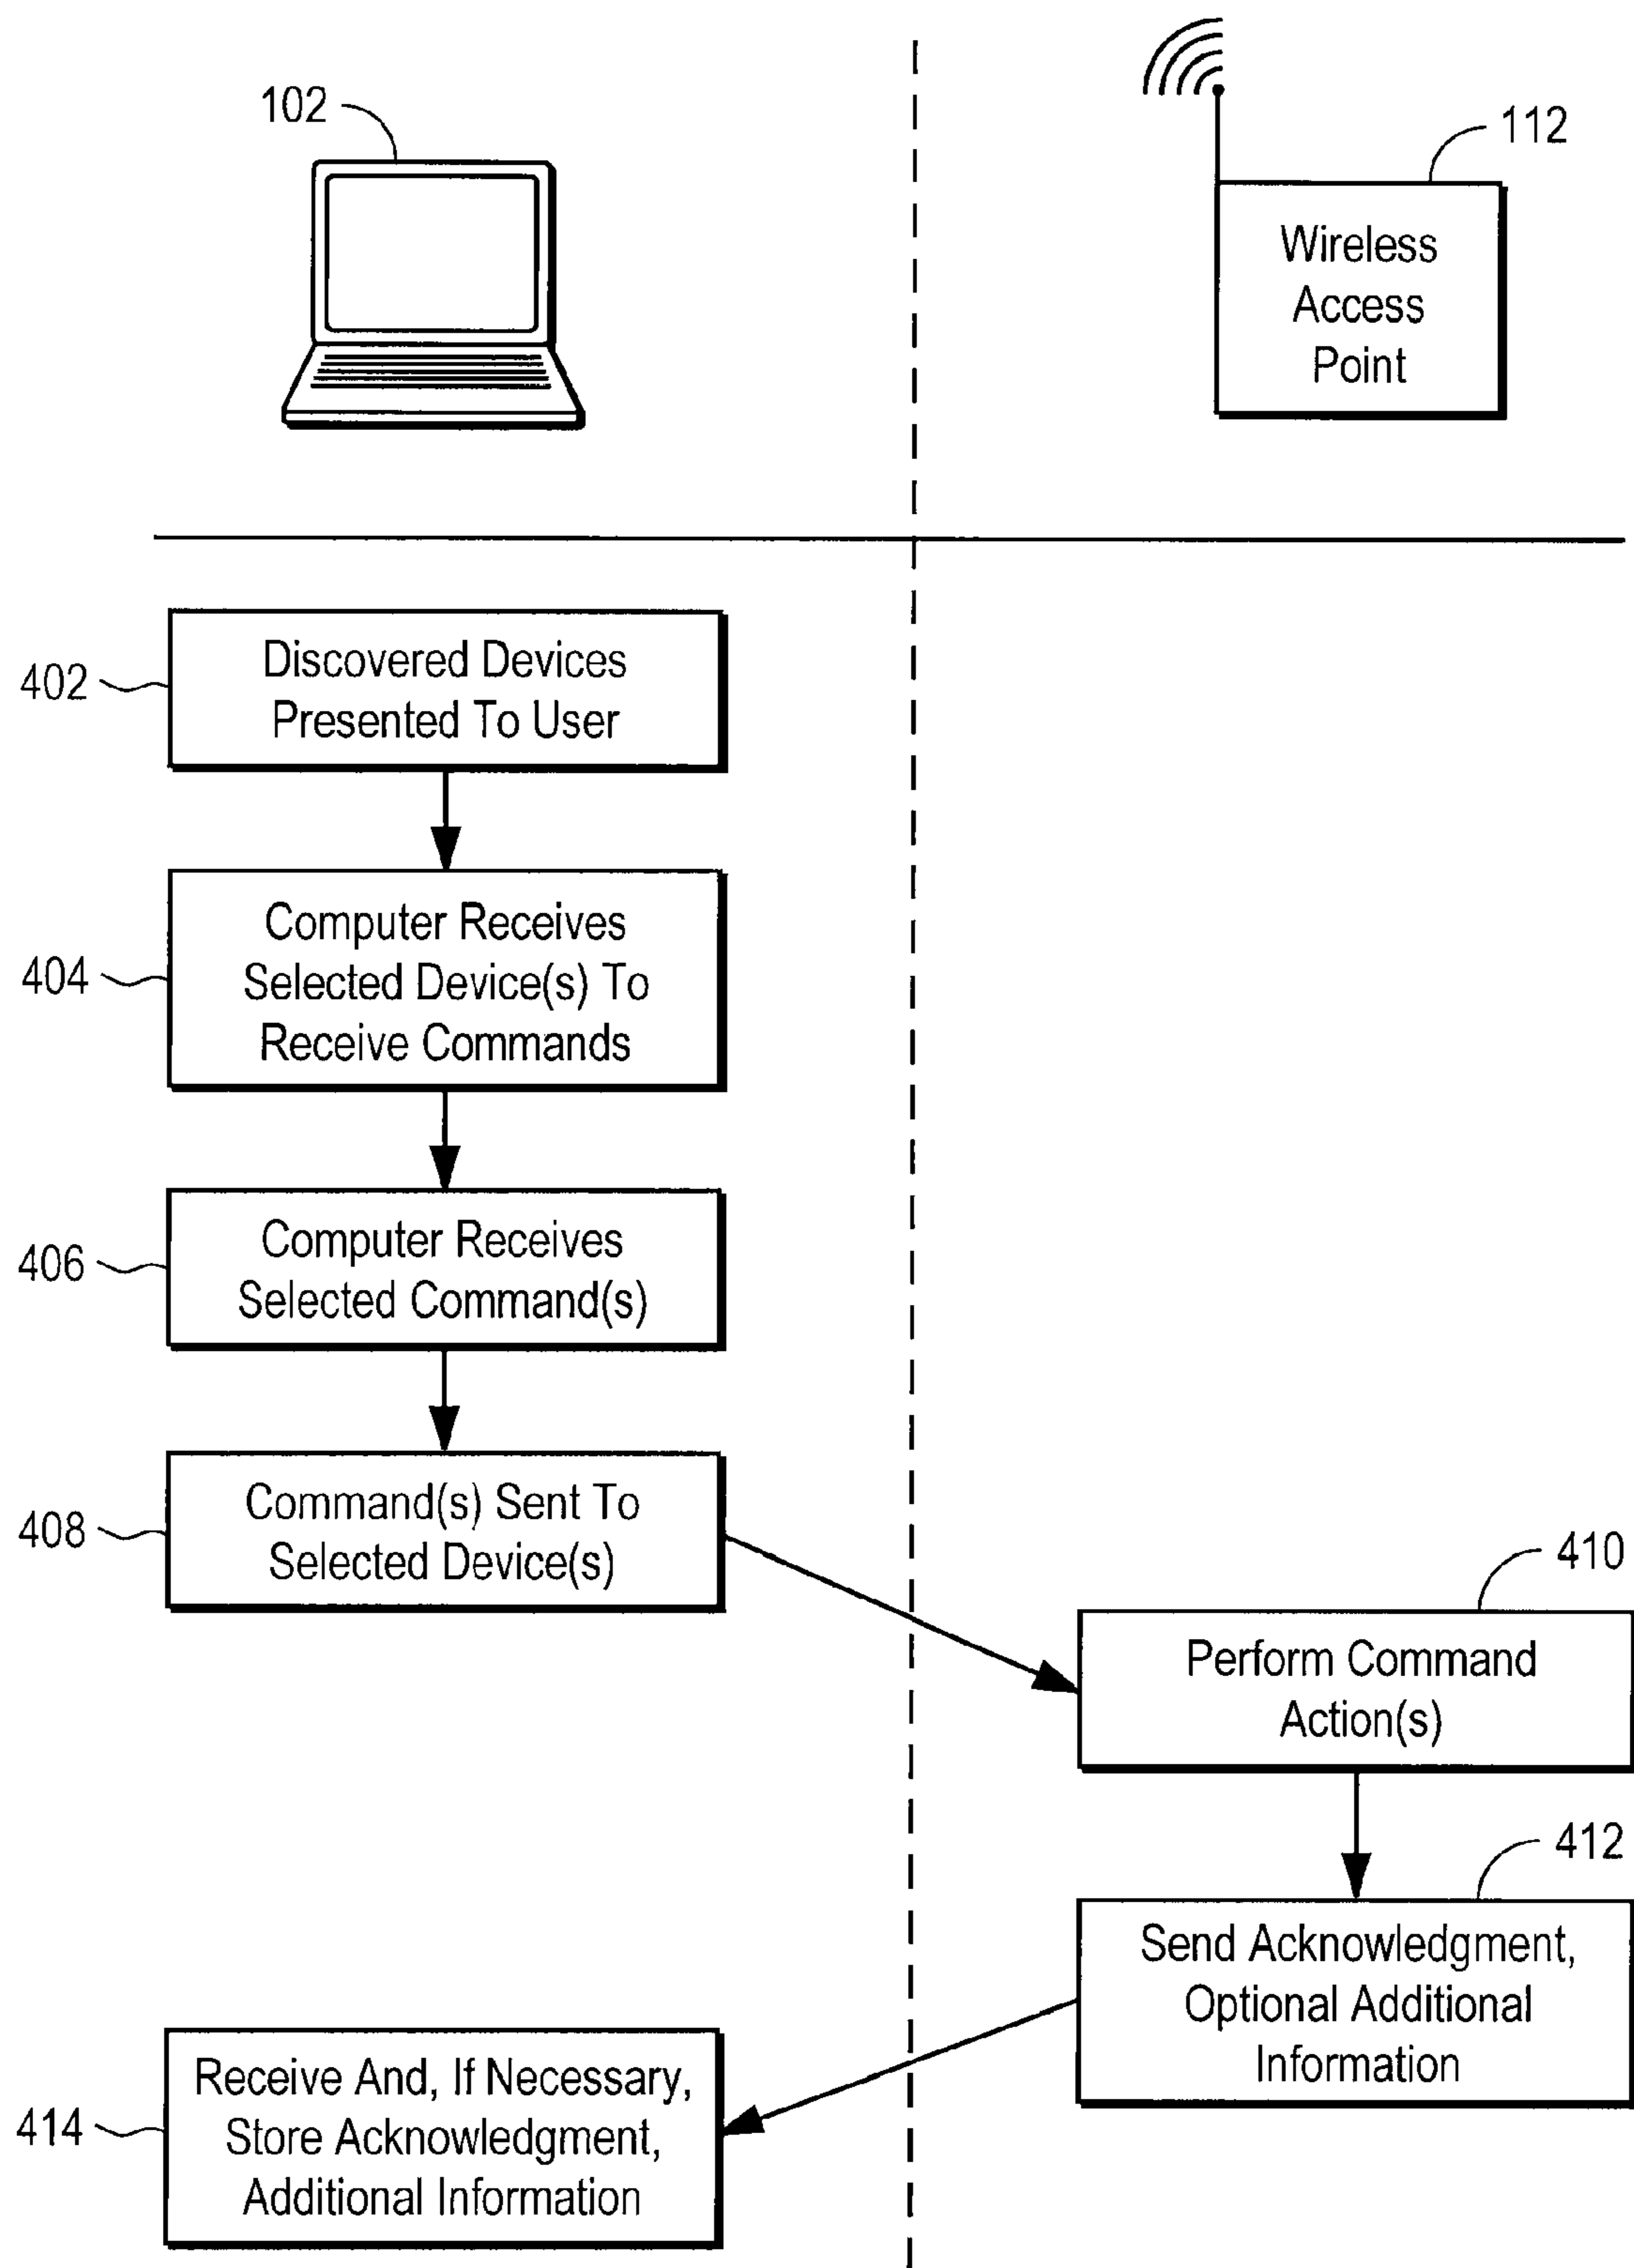 102
112
Wireless
Access
Point
402
Discovered Devices
Presented To User
404
Computer Receives
Selected Device(s) To
Receive Commands
406
Computer Receives
Selected Command(s)
408
Command(s) Sent To
Selected Device(s)
410
Perform Command
Action(s)
412
Send Acknowledgment,
Optional Additional
Information
414
Receive And, If Necessary,
Store Acknowledgment,
Additional Information